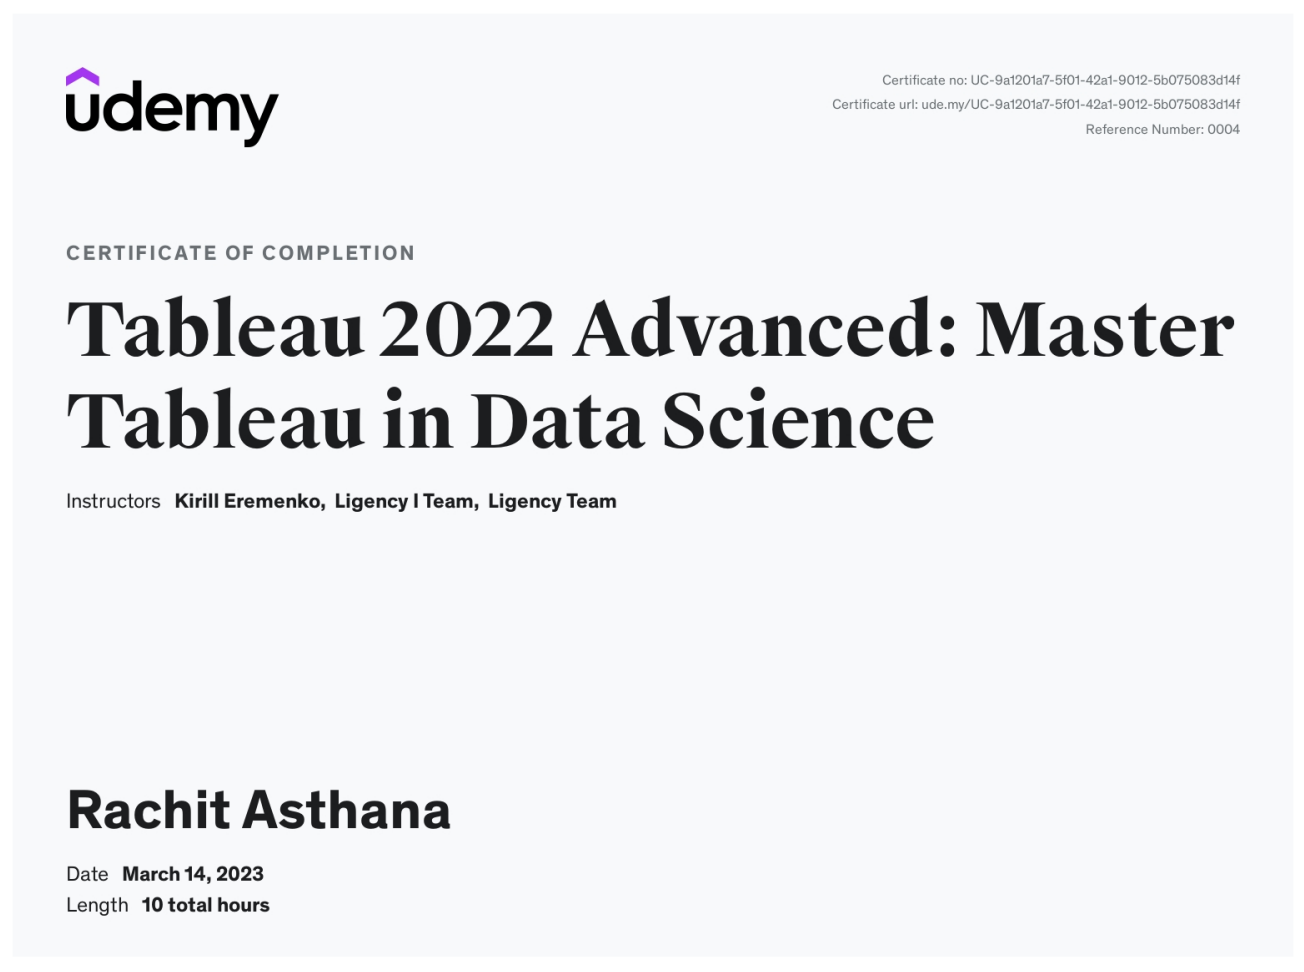 udemy
Certificate no: UC-9a1201a7-5f01-42a1-9012-5b075083d14f
Certificate url: ude.my/UC-9a1201a7-5f01-42a1-9012-5b075083d14f
Reference Number: 0004
CERTIFICATE OF COMPLETION
Tableau 2022 Advanced: Master
Tableau in Data Science
Instructors Kirill Eremenko, Ligency I Team, Ligency Team
Rachit Asthana
Date March 14, 2023
Length 10 total hours